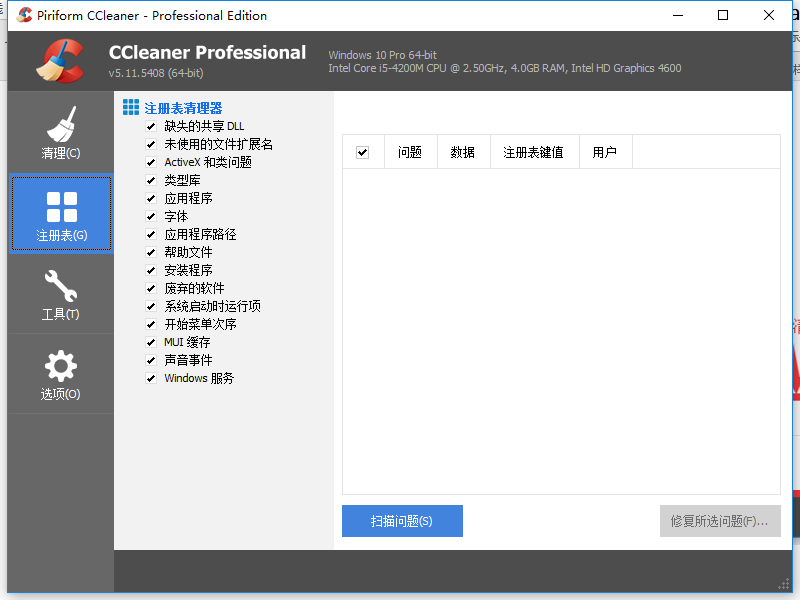 Piriform CCleaner - Professional Edition
CCleaner Professional
v5.11.5408 (64-bit)
Windows 10 Pro 64-bit
Intel Core i5-4200M CPU @ 2.50GHz, 4.0GB RAM, Intel HD Graphics 4600
清理(C)
注册表(G)
工具(T)
选项(O)
注册表清理器
缺失的共享 DLL
未使用的文件扩展名
ActiveX 和类问题
类型库
应用程序
字体
应用程序路径
帮助文件
安装程序
废弃的软件
系统启动时运行项
开始菜单次序
MUI 缓存
声音事件
Windows 服务
问题 数据 注册表键值 用户
扫描问题(S)
修复所选问题(F)...